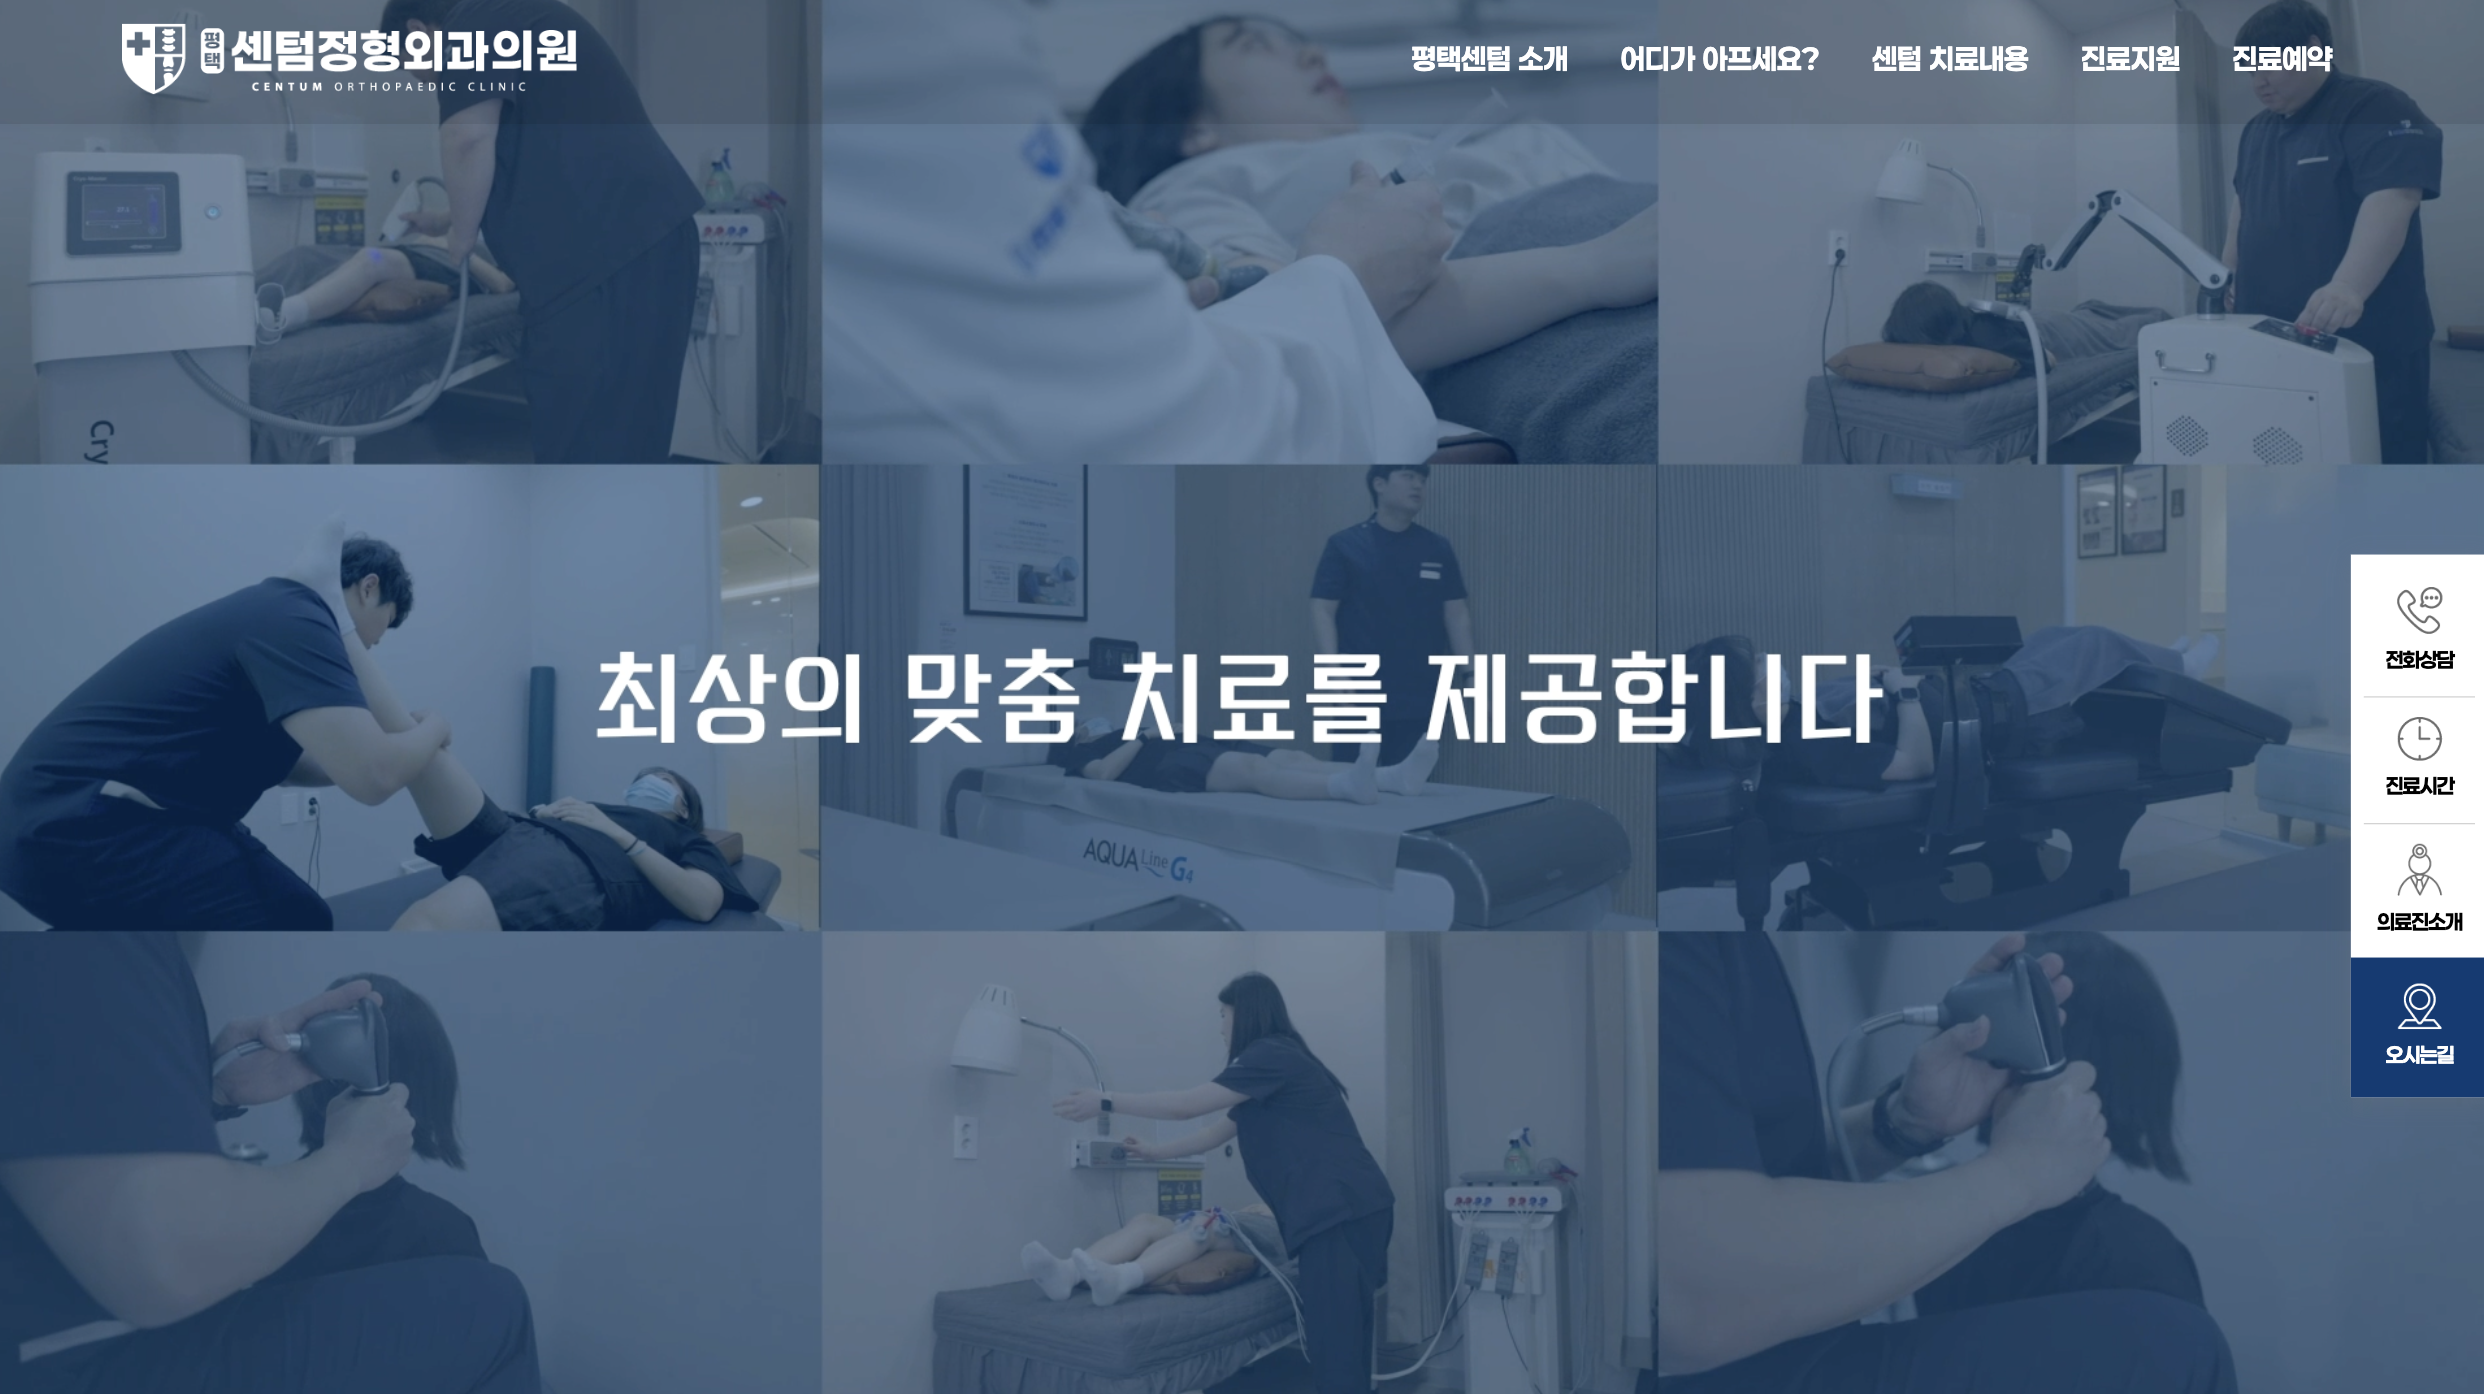 평택
센텀정형외과의원
CENTUM ORTHOPAEDIC CLINIC
평택센텀 소개
어디가 아프세요?
센텀 치료내용
진료지원
진료예약
Cry
최상의 맞춤 치료를 제공합니다
AQUA Line G4
전화상담
진료시간
의료진소개
오시는길